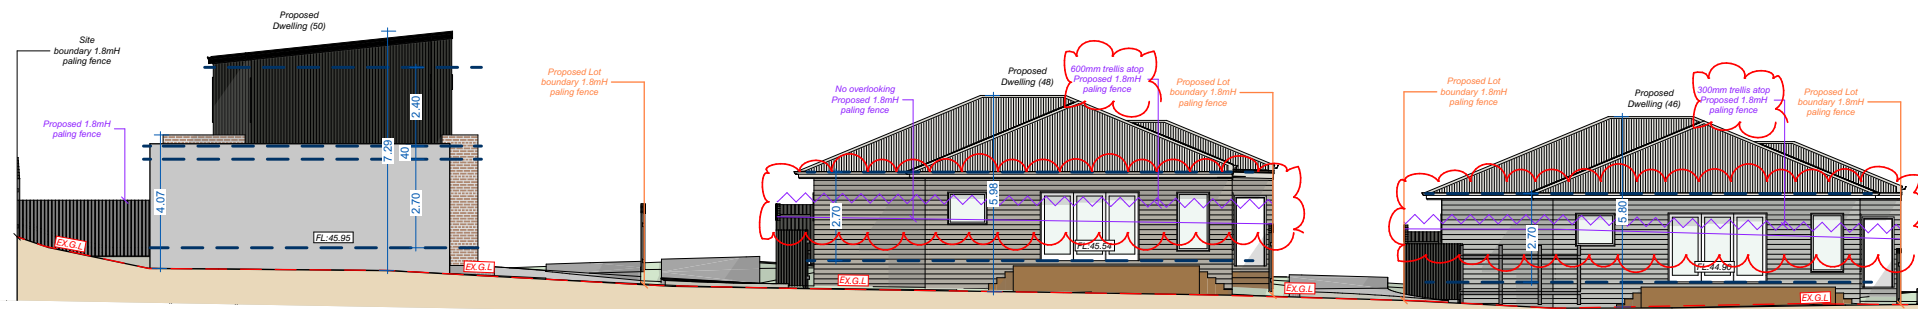 Site
boundary 1.8mH
paling fence
Proposed
Dwelling (50)
Proposed 1.8mH
paling fence
4.07
7.29
2.40
40
2.70
FL:45.95
EX.G.L
EX.G.L
Proposed Lot
boundary 1.8mH
paling fence
No overlooking
Proposed 1.8mH
paling fence
Proposed
Dwelling (48)
600mm trellis atop
Proposed 1.8mH
paling fence
Proposed Lot
boundary 1.8mH
paling fence
2.70
5.98
FL:45.54
EX.G.L
EX.G.L
Proposed Lot
boundary 1.8mH
paling fence
Proposed
Dwelling (46)
300mm trellis atop
Proposed 1.8mH
paling fence
Proposed Lot
boundary 1.8mH
paling fence
2.70
5.80
FL:44.90
EX.G.L